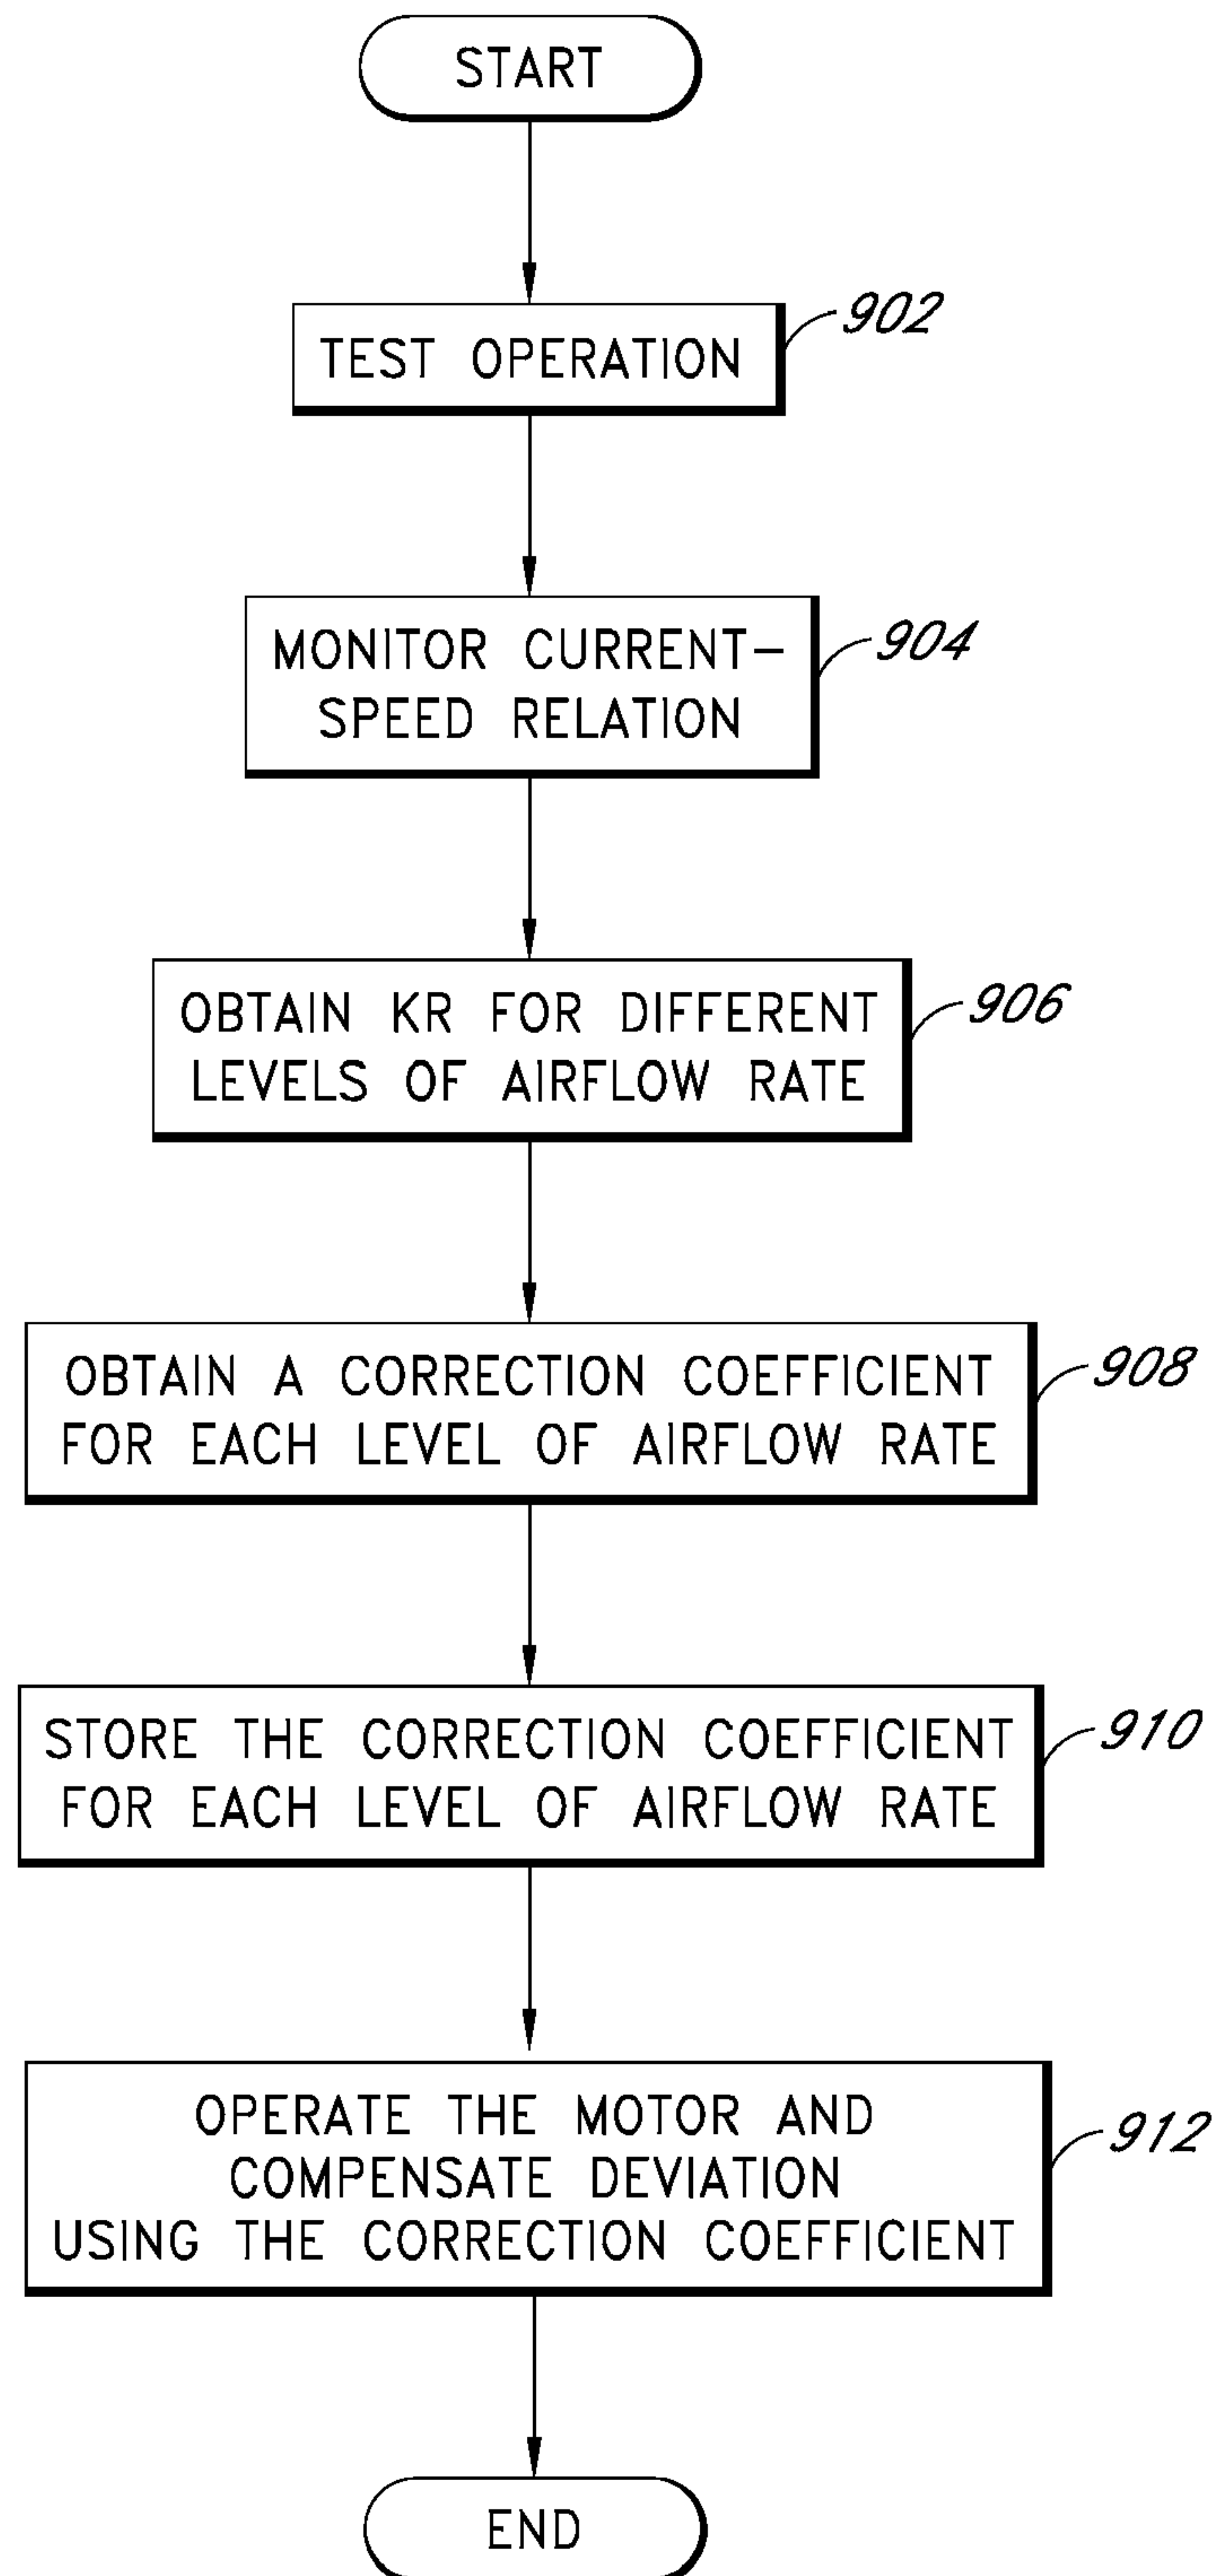 START
TEST OPERATION
902
MONITOR CURRENT-
SPEED RELATION
904
OBTAIN KR FOR DIFFERENT
LEVELS OF AIRFLOW RATE
906
OBTAIN A CORRECTION COEFFICIENT
FOR EACH LEVEL OF AIRFLOW RATE
908
STORE THE CORRECTION COEFFICIENT
FOR EACH LEVEL OF AIRFLOW RATE
910
OPERATE THE MOTOR AND
COMPENSATE DEVIATION
USING THE CORRECTION COEFFICIENT
912
END